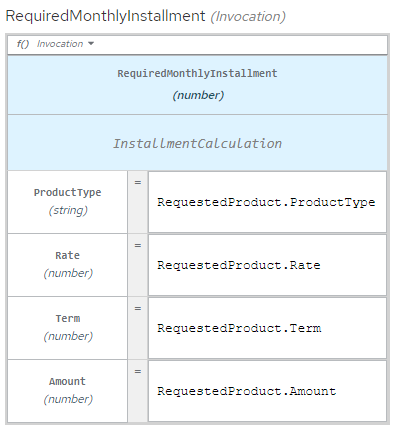 RequiredMonthlyInstallment (Invocation)
f() Invocation
RequiredMonthlyInstallment
(number)
InstallmentCalculation
ProductType
(string)
=
RequestedProduct.ProductType
Rate
(number)
=
RequestedProduct.Rate
Term
(number)
=
RequestedProduct.Term
Amount
(number)
=
RequestedProduct.Amount